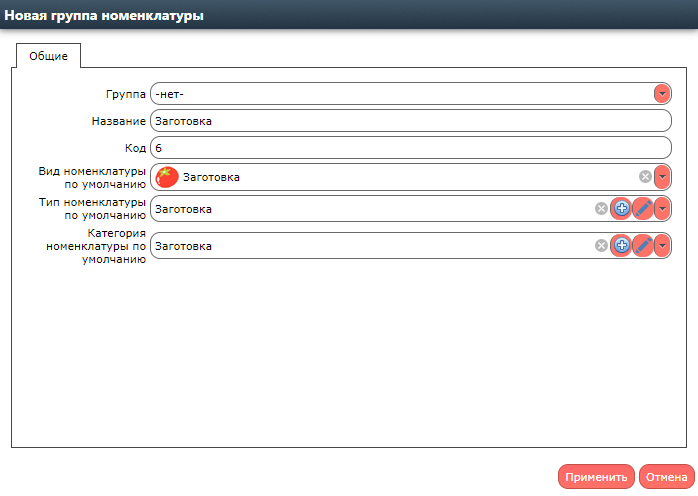 Новая группа номенклатуры
Общие
Группа
-нет-
Название
Заготовка
Код
6
Вид номенклатуры
по умолчанию
Заготовка
Тип номенклатуры
по умолчанию
Заготовка
Категория
номенклатуры по
умолчанию
Заготовка
Применить
Отмена